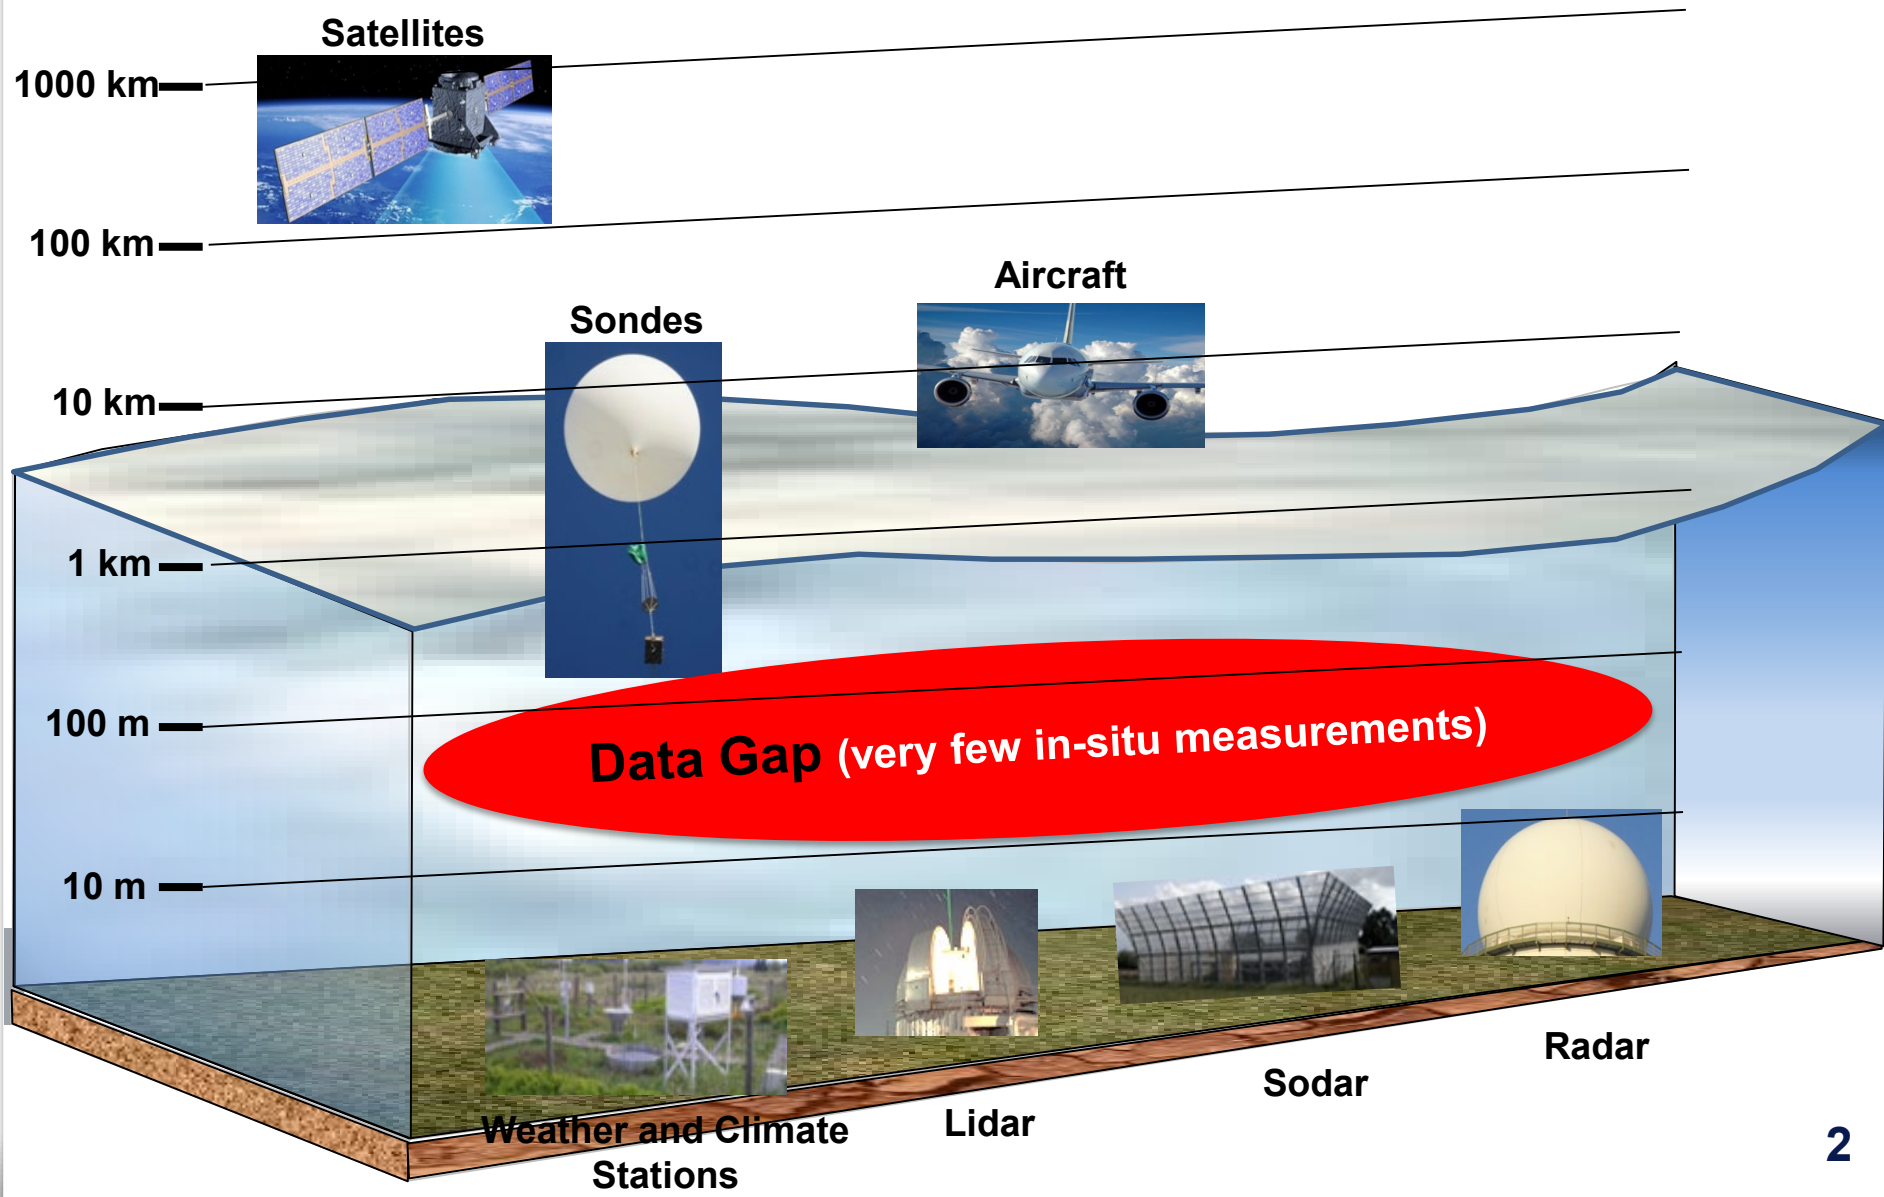 Satellites
1000 km
100 km
Aircraft
Sondes
10 km
1 km
100 m
Data Gap (very few in-situ measurements)
10 m
Radar
Sodar
Lidar
Weather and Climate
Stations
2